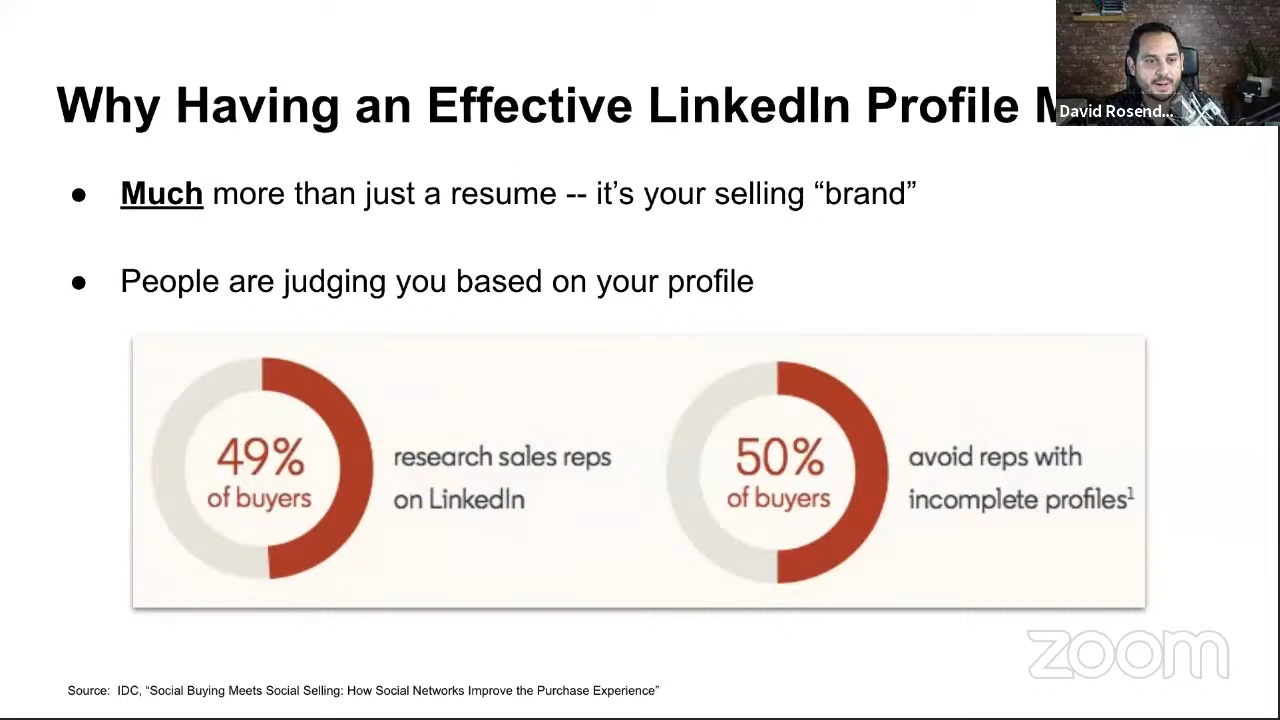 Why Having an Effective LinkedIn Profile
David Rosend...
● Much more than just a resume -- it’s your selling “brand”
● People are judging you based on your profile
49%
of buyers
research sales reps
on LinkedIn
50%
of buyers
avoid reps with
incomplete profiles¹
zoom
Source: IDC, “Social Buying Meets Social Selling: How Social Networks Improve the Purchase Experience”